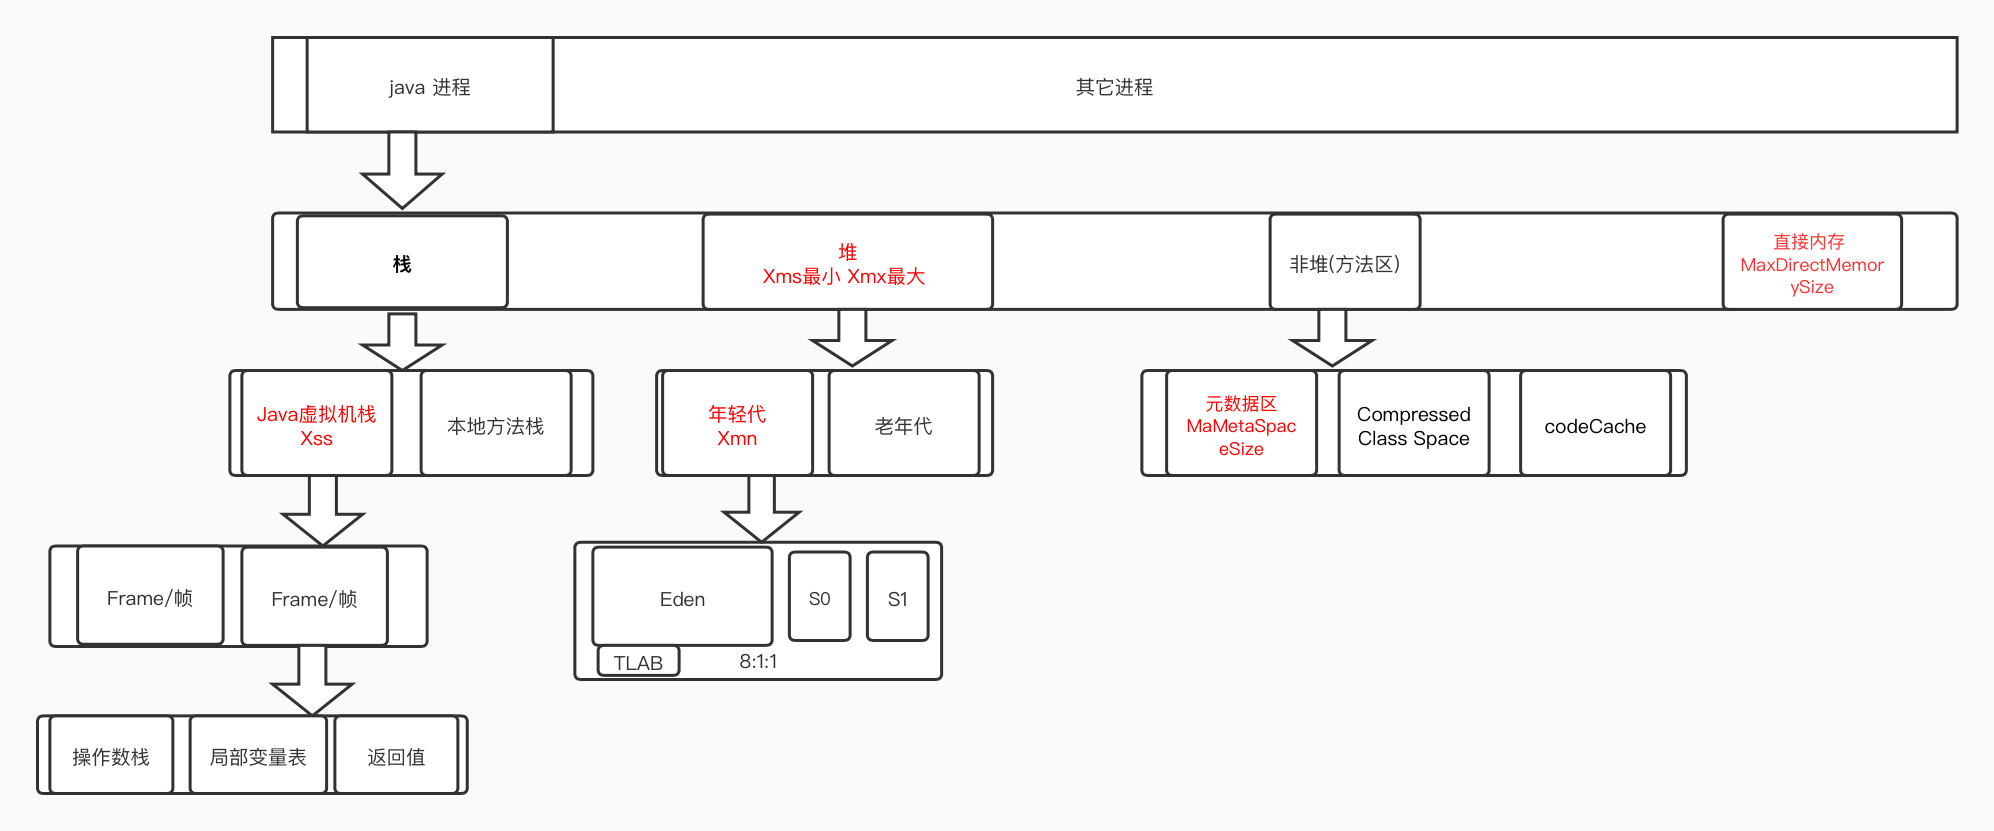 java 进程
其它进程
栈
堆
Xms最小 Xmx最大
非堆(方法区)
直接内存
MaxDirectMemor
ySize
Java虚拟机栈
Xss
本地方法栈
年轻代
Xmn
老年代
元数据区
MaMetaSpac
eSize
Compressed
Class Space
codeCache
Frame/帧
Frame/帧
Eden
S0
S1
TLAB
8:1:1
操作数栈
局部变量表
返回值